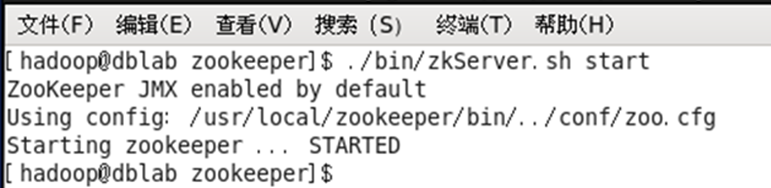 文件(F) 编辑(E) 查看(V) 搜索 (S) 终端(T) 帮助(H)
[hadoop@dblab zookeeper]$ ./bin/zkServer.sh start
ZooKeeper JMX enabled by default
Using config: /usr/local/zookeeper/bin/../conf/zoo.cfg
Starting zookeeper ... STARTED
[hadoop@dblab zookeeper]$